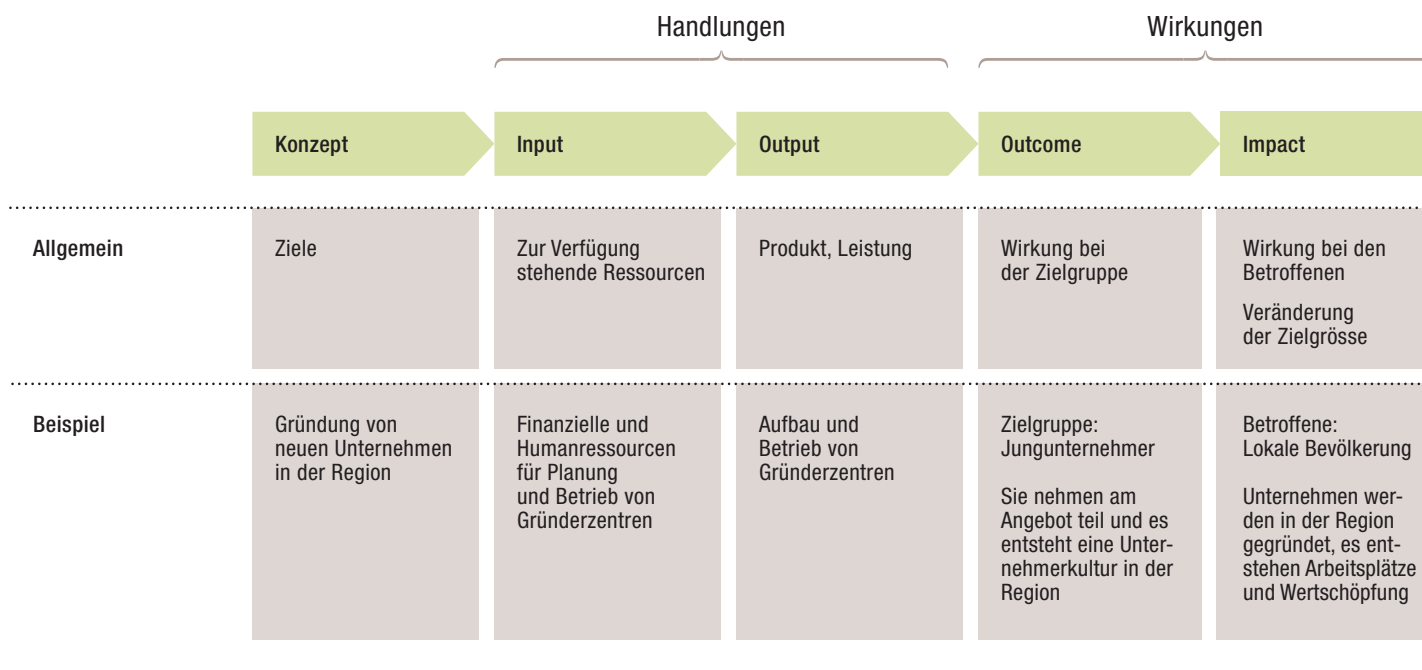 Handlungen
Wirkungen
Konzept
Input
Output
Outcome
Impact
Allgemein
Ziele
Zur Verfügung
stehende Ressourcen
Produkt, Leistung
Wirkung bei
der Zielgruppe
Wirkung bei den
Betroffenen
Veränderung
der Zielgrösse
Beispiel
Gründung von
neuen Unternehmen
in der Region
Finanzielle und
Humanressourcen
für Planung
und Betrieb von
Gründerzentren
Aufbau und
Betrieb von
Gründerzentren
Zielgruppe:
Jungunternehmer
Sie nehmen am
Angebot teil und es
entsteht eine Unter-
nehmerkultur in der
Region
Betroffene:
Lokale Bevölkerung
Unternehmen wer-
den in der Region
gegründet, es ent-
stehen Arbeitsplätze
und Wertschöpfung